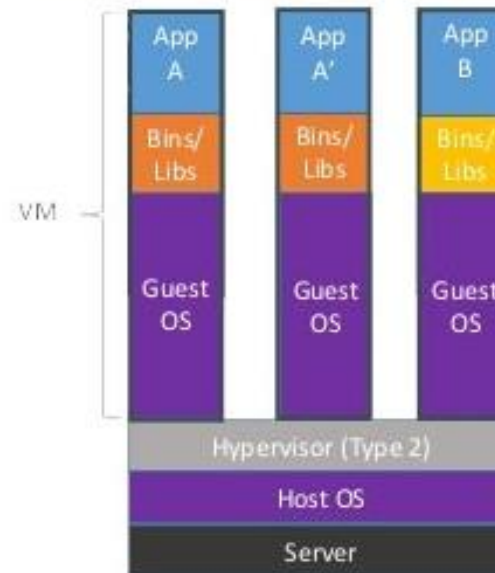 App
A
App
A’
App
B
Bins/
Libs
Bins/
Libs
Bins/
Libs
VM
Guest
OS
Guest
OS
Guest
OS
Hypervisor (Type 2)
Host OS
Server